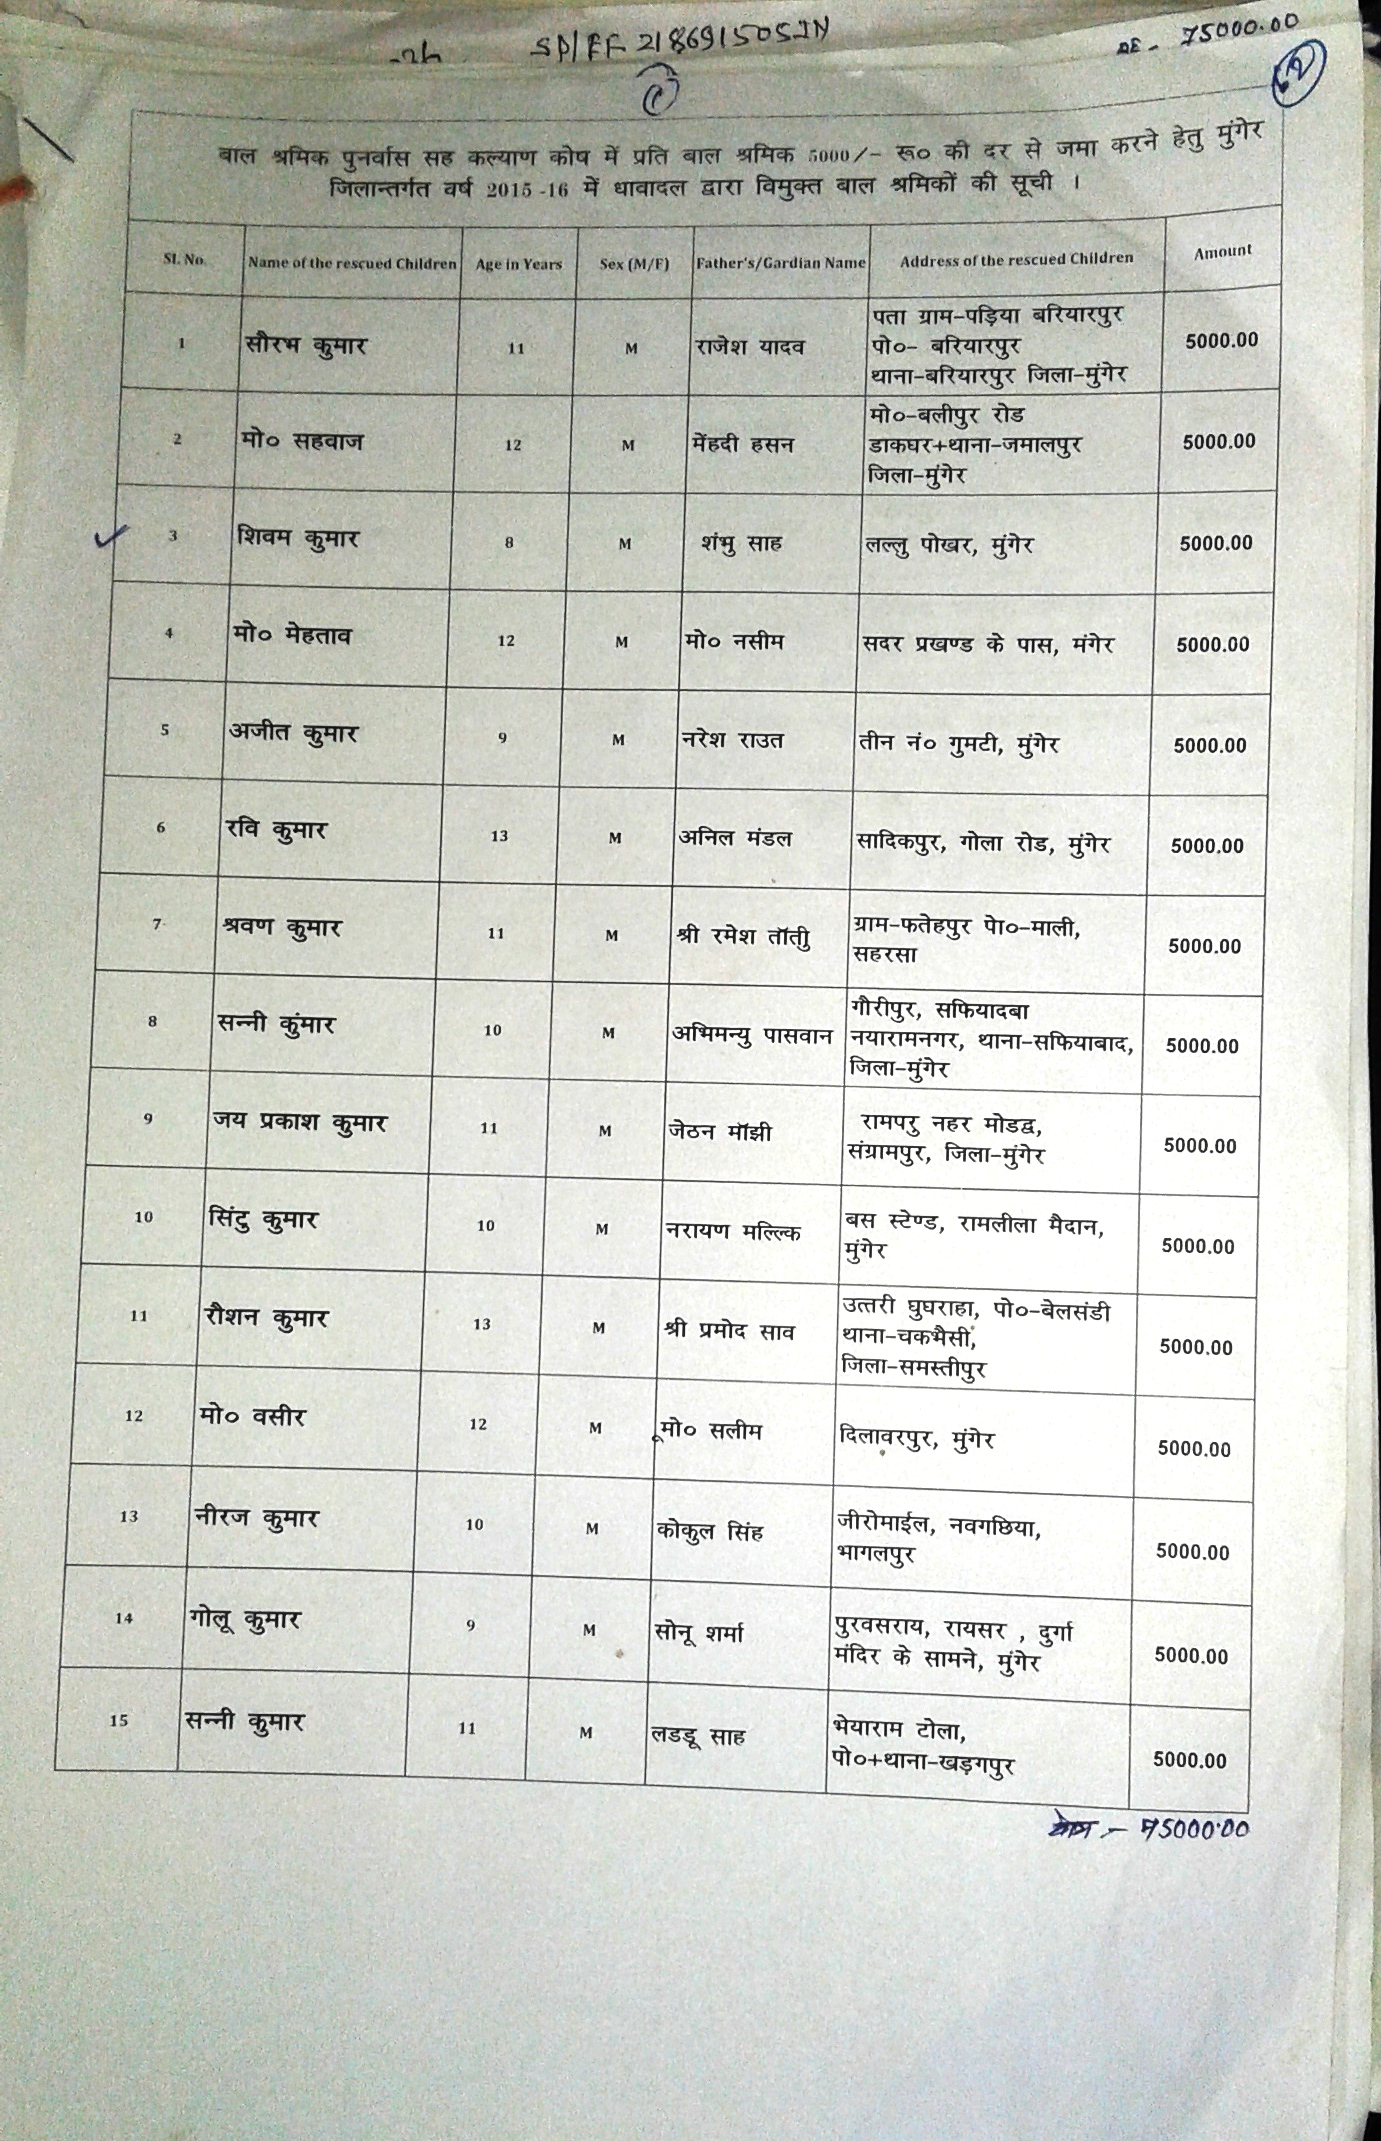 SP/EF 218691505IN
75000.00
(1)
बाल श्रमिक पुनर्वास सह कल्याण कोष में प्रति बाल श्रमिक 5000/- रू० की दर से जमा करने हेतु मुंगेर
जिलान्तर्गत वर्ष 2015-16 में धावादल द्वारा विमुक्त बाल श्रमिकों की सूची ।
Sl. No. Name of the rescued Children Age in Years Sex (M/F) Father's/Gardian Name Address of the rescued Children Amount
1 सौरभ कुमार 11 M राजेश यादव पता ग्राम-पड़िया बरियारपुर
पो०- बरियारपुर
थाना-बरियारपुर जिला-मुंगेर 5000.00
2 मो० सहवाज 12 M मेंहदी हसन मो०-बलीपुर रोड
डाकघर+थाना-जमालपुर
जिला-मुंगेर 5000.00
3 शिवम कुमार 8 M शंभु साह लल्लु पोखर, मुंगेर 5000.00
4 मो० मेहताव 12 M मो० नसीम सदर प्रखण्ड के पास, मंगेर 5000.00
5 अजीत कुमार 9 M नरेश राउत तीन नं० गुमटी, मुंगेर 5000.00
6 रवि कुमार 13 M अनिल मंडल सादिकपुर, गोला रोड, मुंगेर 5000.00
7 श्रवण कुमार 11 M श्री रमेश तॉती ग्राम-फतेहपुर पेा०-माली,
सहरसा 5000.00
8 सन्नी कुंमार 10 M अभिमन्यु पासवान गौरीपुर, सफियादबा
नयारामनगर, थाना-सफियाबाद,
जिला-मुंगेर 5000.00
9 जय प्रकाश कुमार 11 M जेठन मॉझी रामपरु नहर मोडद्व,
संग्रामपुर, जिला-मुंगेर 5000.00
10 सिंटु कुमार 10 M नरायण मल्ल्कि बस स्टेण्ड, रामलीला मैदान,
मुंगेर 5000.00
11 रौशन कुमार 13 M श्री प्रमोद साव उत्तरी घुघराहा, पो०-बेलसंडी
थाना-चकभैसीं,
जिला-समस्तीपुर 5000.00
12 मो० वसीर 12 M मो० सलीम दिलावरपुर, मुंगेर 5000.00
13 नीरज कुमार 10 M कोकुल सिंह जीरोमाईल, नवगछिया,
भागलपुर 5000.00
14 गोलू कुमार 9 M सोनू शर्मा पुरवसराय, रायसर , दुर्गा
मंदिर के सामने, मुंगेर 5000.00
15 सन्नी कुमार 11 M लडडू साह भेयाराम टोला,
पो०+थाना-खड़गपुर 5000.00
- 75000.00